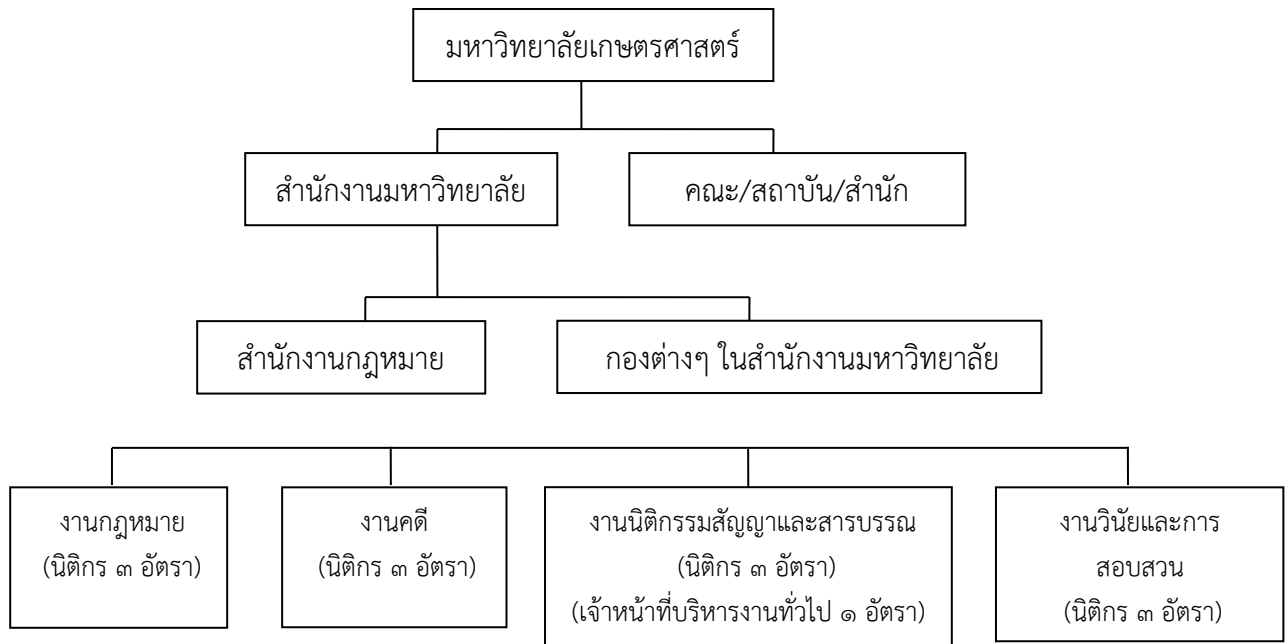 มหาวิทยาลัยเกษตรศาสตร์
สำนักงานมหาวิทยาลัย
คณะ/สถาบัน/สำนัก
สำนักงานกฎหมาย
กองต่างๆ ในสำนักงานมหาวิทยาลัย
งานกฎหมาย
(นิติกร ๓ อัตรา)
งานคดี
(นิติกร ๓ อัตรา)
งานนิติกรรมสัญญาและสารบรรณ
(นิติกร ๓ อัตรา)
(เจ้าหน้าที่บริหารงานทั่วไป ๑ อัตรา)
งานวินัยและการ
สอบสวน
(นิติกร ๓ อัตรา)